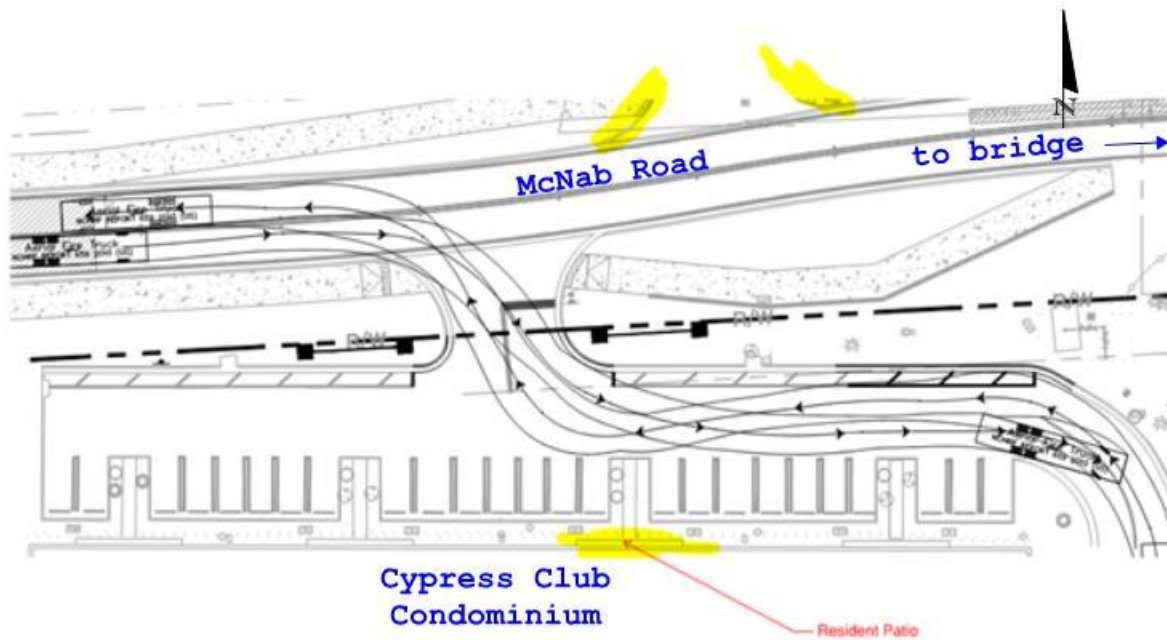 N
McNab Road
to bridge
R/W
R/W
R/W
Cypress Club
Condominium
Resident Patio